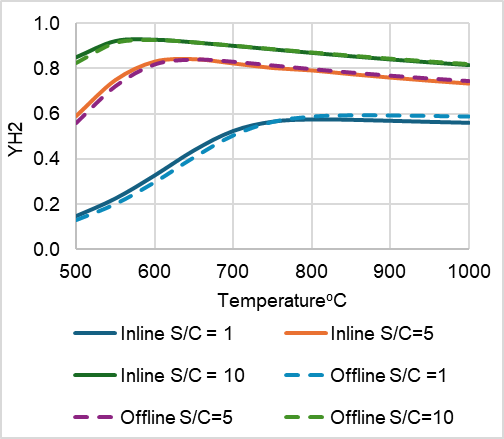 1.0
0.8
0.6
0.4
0.2
0.0
YH2
500 600 700 800 900 1000
TemperatureᵒC
Inline S/C = 1 Inline S/C=5
Inline S/C = 10 Offline S/C =1
Offline S/C=5 Offline S/C=10